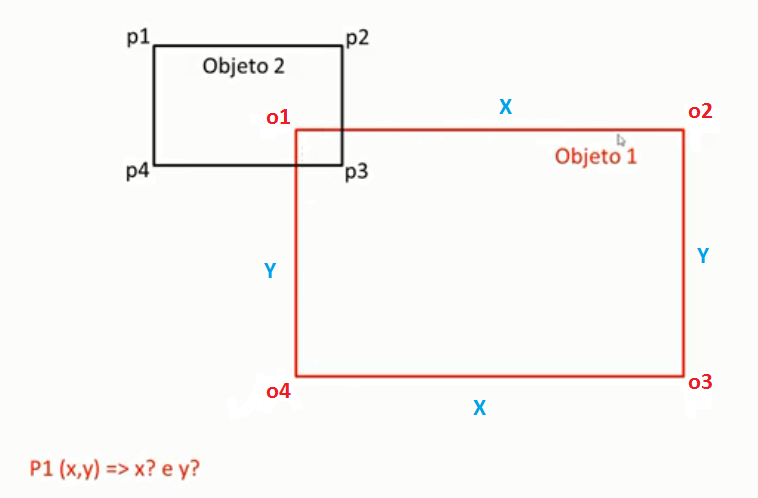 p1
p2
Objeto 2
o1
X
o2
Objeto 1
p4
p3
Y
Y
o4
X
o3
P1 (x,y) => x? e y?